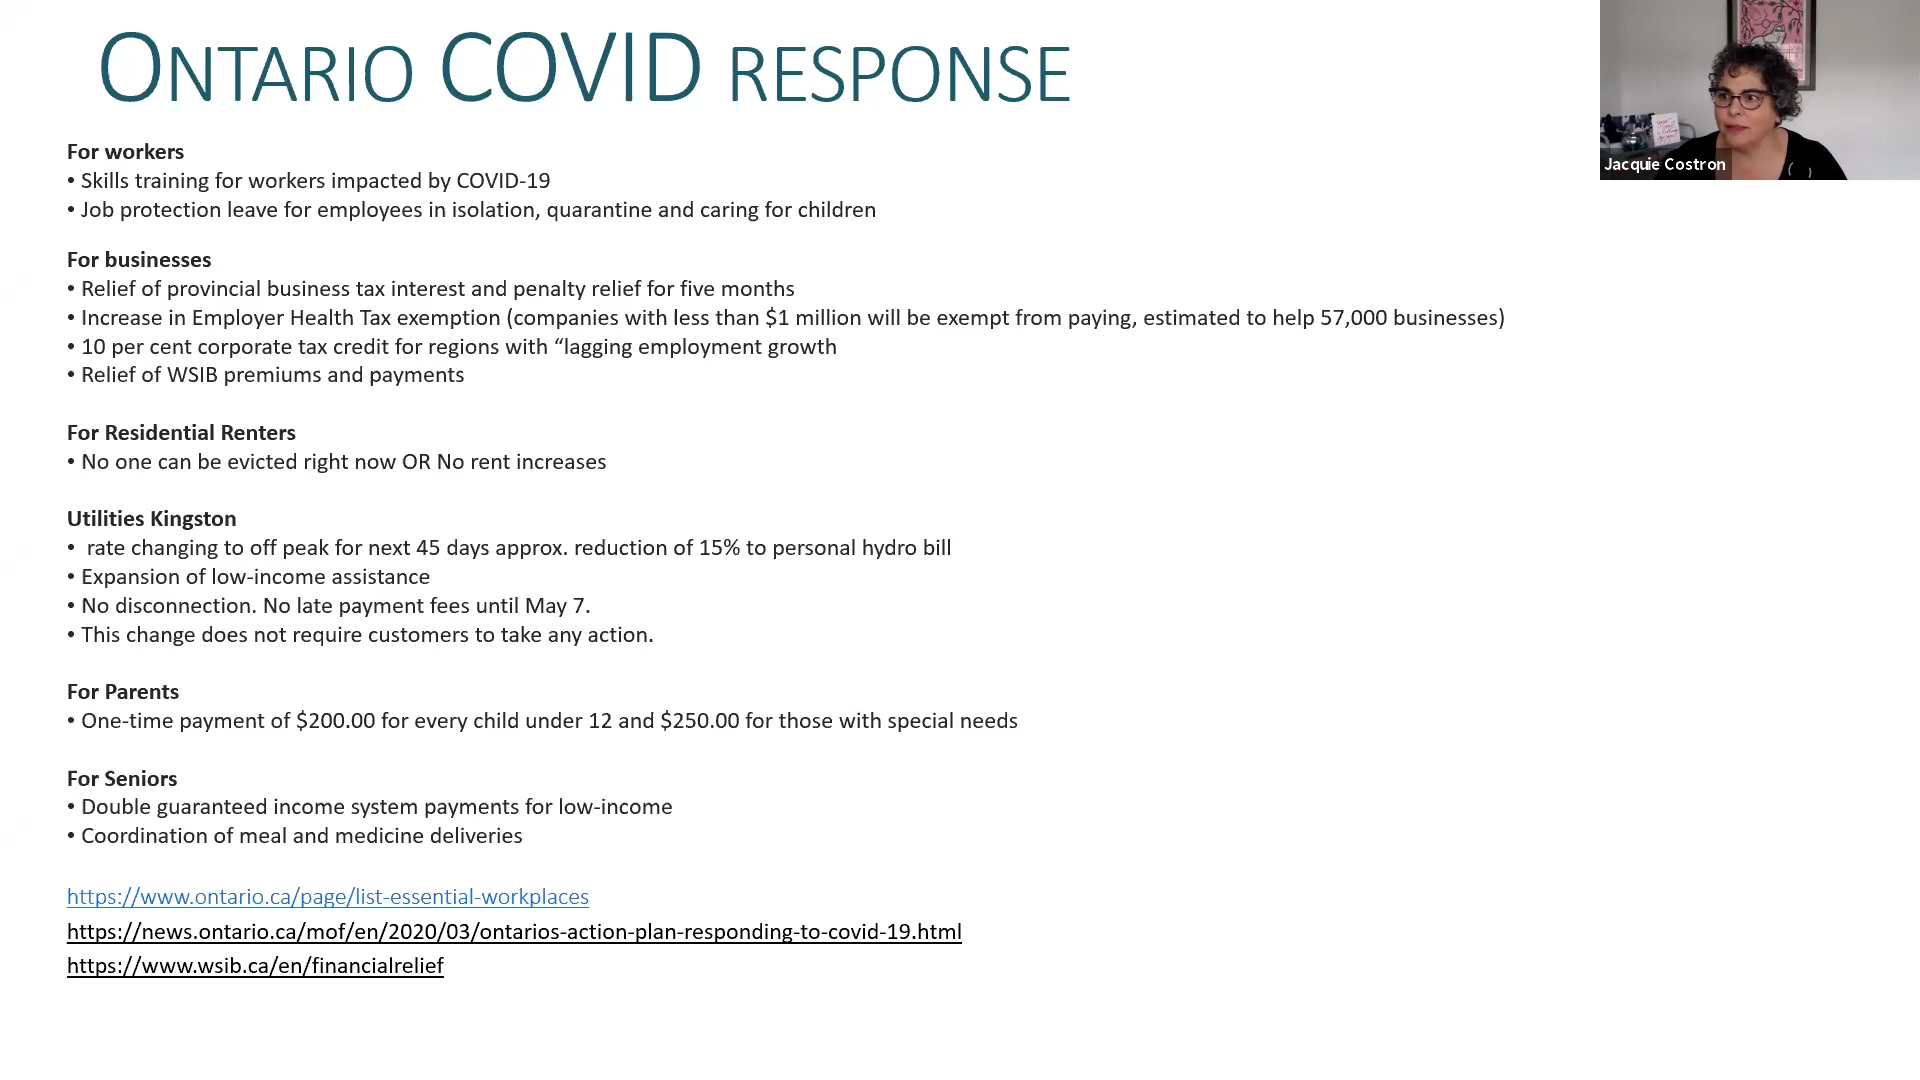 ONTARIO COVID RESPONSE
Jacquie Costron
For workers
• Skills training for workers impacted by COVID-19
• Job protection leave for employees in isolation, quarantine and caring for children
For businesses
• Relief of provincial business tax interest and penalty relief for five months
• Increase in Employer Health Tax exemption (companies with less than $1 million will be exempt from paying, estimated to help 57,000 businesses)
• 10 per cent corporate tax credit for regions with “lagging employment growth
• Relief of WSIB premiums and payments
For Residential Renters
• No one can be evicted right now OR No rent increases
Utilities Kingston
• rate changing to off peak for next 45 days approx. reduction of 15% to personal hydro bill
• Expansion of low-income assistance
• No disconnection. No late payment fees until May 7.
• This change does not require customers to take any action.
For Parents
• One-time payment of $200.00 for every child under 12 and $250.00 for those with special needs
For Seniors
• Double guaranteed income system payments for low-income
• Coordination of meal and medicine deliveries
https://www.ontario.ca/page/list-essential-workplaces
https://news.ontario.ca/mof/en/2020/03/ontarios-action-plan-responding-to-covid-19.html
https://www.wsib.ca/en/financialrelief